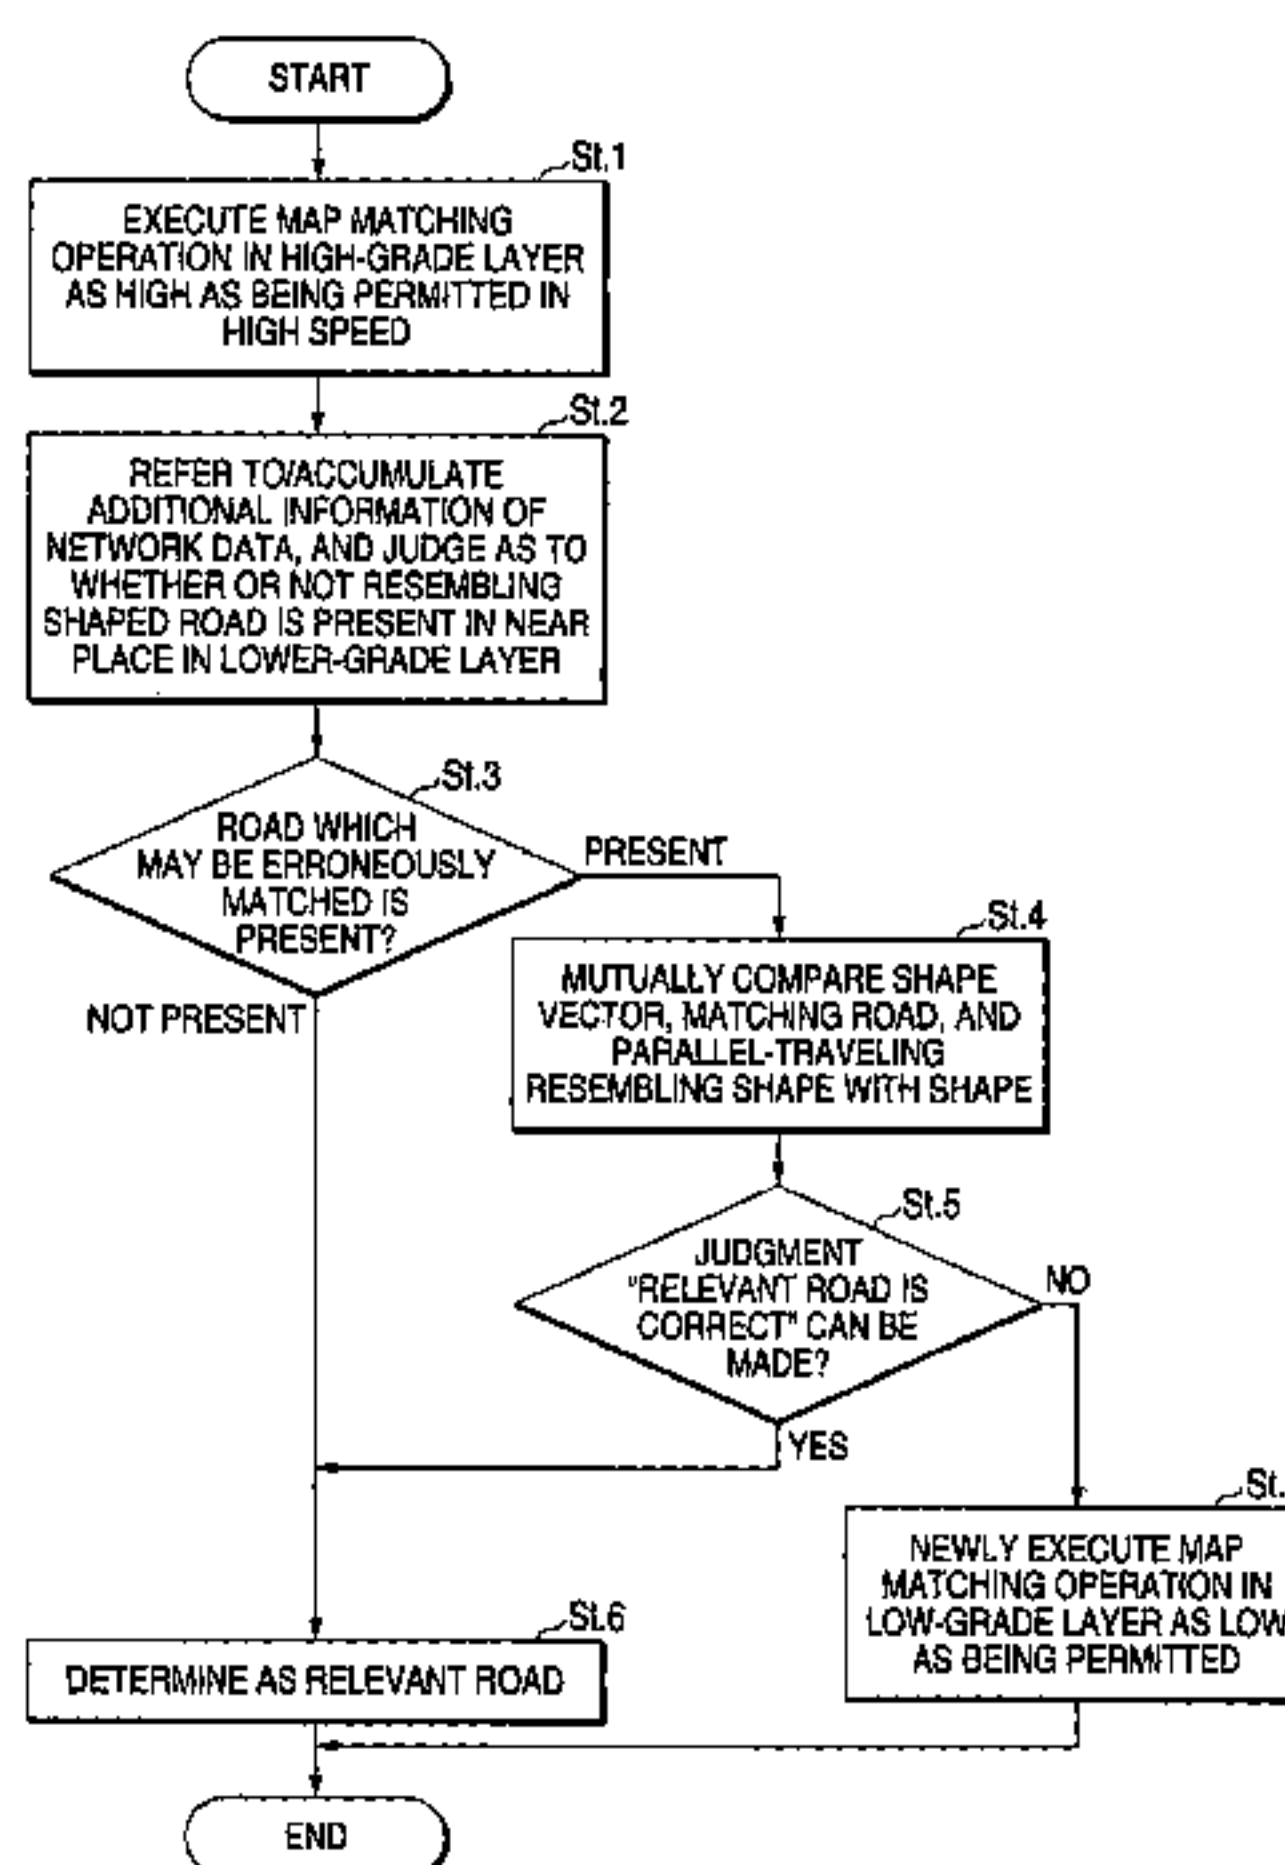 START
St.1
EXECUTE MAP MATCHING
OPERATION IN HIGH-GRADE LAYER
AS HIGH AS BEING PERMITTED IN
HIGH SPEED
St.2
REFER TO/ACCUMULATE
ADDITIONAL INFORMATION OF
NETWORK DATA, AND JUDGE AS TO
WHETHER OR NOT RESEMBLING
SHAPED ROAD IS PRESENT IN NEAR
PLACE IN LOWER-GRADE LAYER
St.3
ROAD WHICH
MAY BE ERRONEOUSLY
MATCHED IS
PRESENT?
PRESENT
NOT PRESENT
St.4
MUTUALLY COMPARE SHAPE
VECTOR, MATCHING ROAD, AND
PARALLEL-TRAVELING
RESEMBLING SHAPE WITH SHAPE
St.5
JUDGMENT
"RELEVANT ROAD IS
CORRECT" CAN BE
MADE?
NO
YES
St.
NEWLY EXECUTE MAP
MATCHING OPERATION IN
LOW-GRADE LAYER AS LOW
AS BEING PERMITTED
St.6
DETERMINE AS RELEVANT ROAD
END